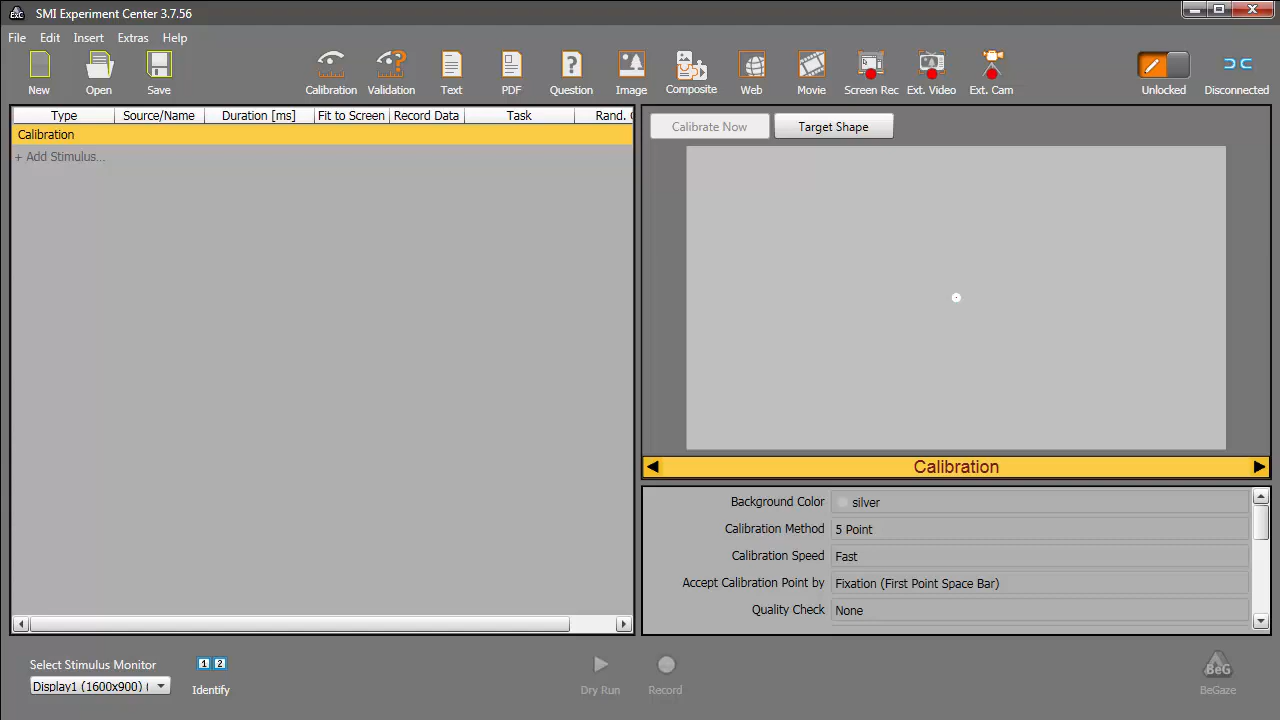 SMI Experiment Center 3.7.56
File Edit Insert Extras Help
New Open Save Calibration Validation Text PDF Question Image Composite Web Movie Screen Rec Ext. Video Ext. Cam Unlocked Disconnected
Type Source/Name Duration [ms] Fit to Screen Record Data Task Rand.
Calibration
+ Add Stimulus...
Calibrate Now Target Shape
Calibration
Background Color silver
Calibration Method 5 Point
Calibration Speed Fast
Accept Calibration Point by Fixation (First Point Space Bar)
Quality Check None
Select Stimulus Monitor 1 2
Display1 (1600x900) ( Identify
Dry Run Record
BeG
BeGaze